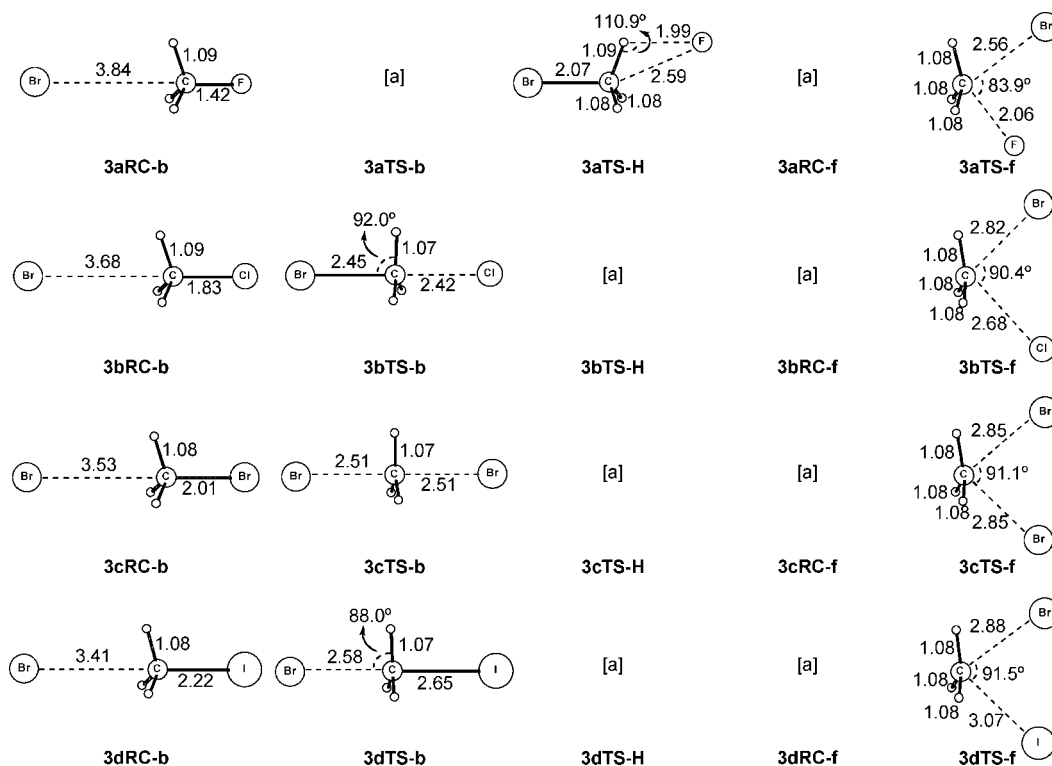 110.9º 1.99
F
Br 3.84 1.09 C 1.42 F
[a]
Br 2.07 1.09 C 2.59 1.08 1.08
[a]
Br 2.56 1.08 1.08 C 83.9º 1.08 2.06 F
3aRC-b 3aTS-b 3aTS-H 3aRC-f 3aTS-f
Br 3.68 1.09 C 1.83 Cl
92.0º 1.07 Br 2.45 C 2.42 Cl
[a]
[a]
Br 2.82 1.08 1.08 C 90.4º 1.08 2.68 Cl
3bRC-b 3bTS-b 3bTS-H 3bRC-f 3bTS-f
Br 3.53 1.08 C 2.01 Br
Br 2.51 1.07 C 2.51 Br
[a]
[a]
Br 2.85 1.08 1.08 C 91.1º 1.08 2.85 Br
3cRC-b 3cTS-b 3cTS-H 3cRC-f 3cTS-f
Br 3.41 1.08 C 2.22 I
88.0º 1.07 Br 2.58 C 2.65 I
[a]
[a]
Br 2.88 1.08 1.08 C 91.5º 1.08 3.07 I
3dRC-b 3dTS-b 3dTS-H 3dRC-f 3dTS-f